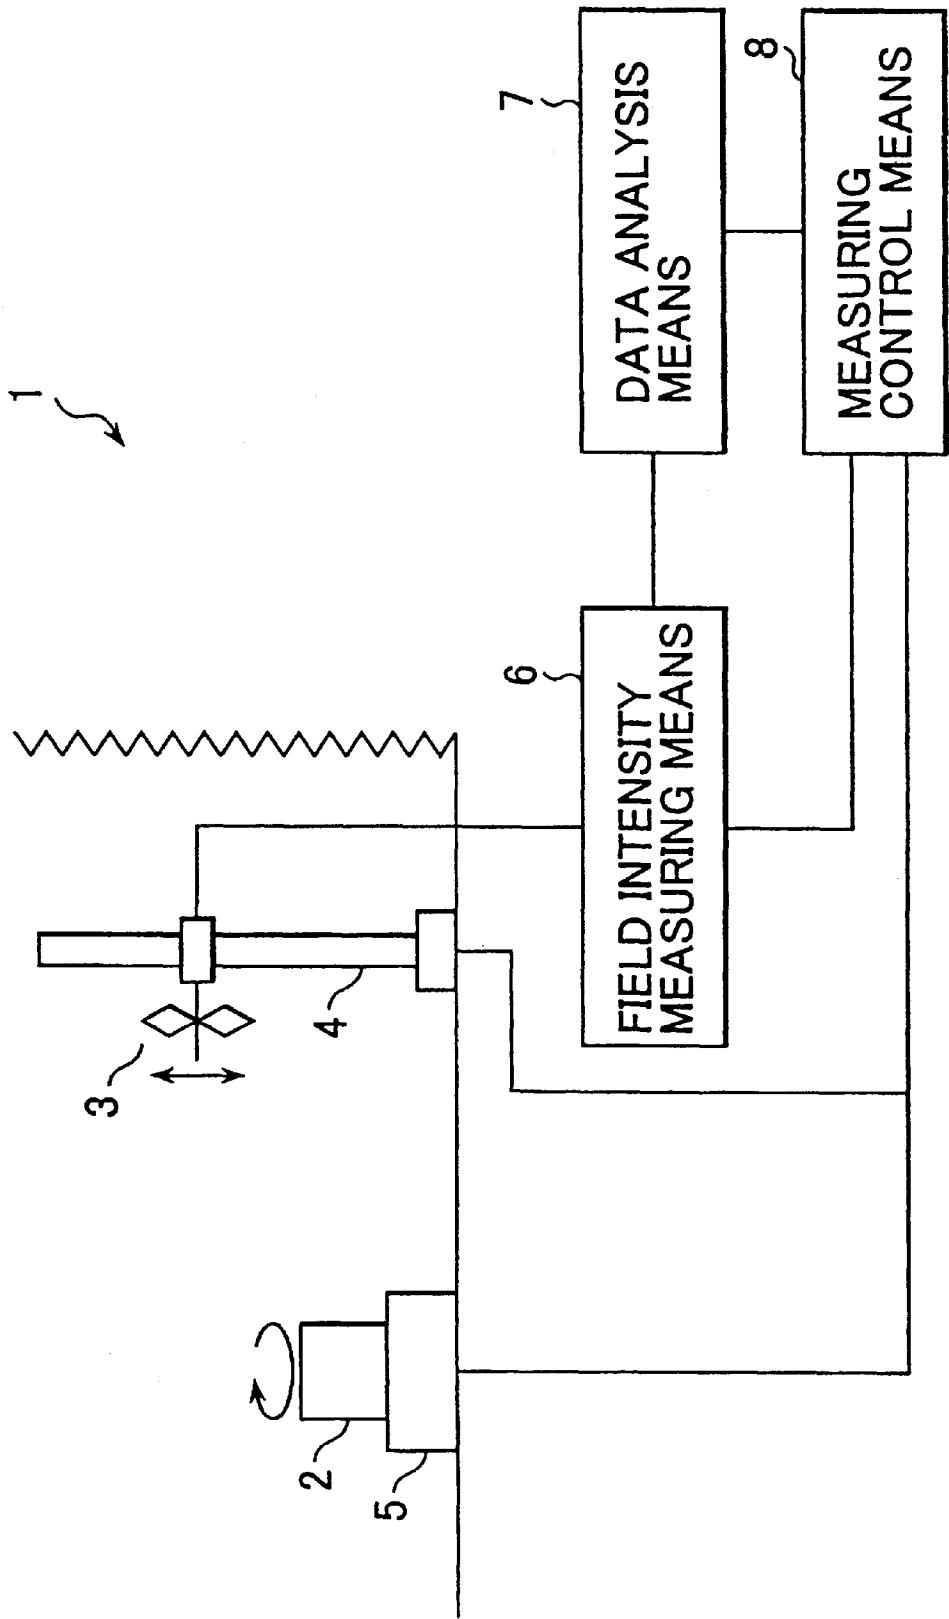 1
3
4
2
5
6
FIELD INTENSITY
MEASURING MEANS
7
DATA ANALYSIS
MEANS
8
MEASURING
CONTROL MEANS